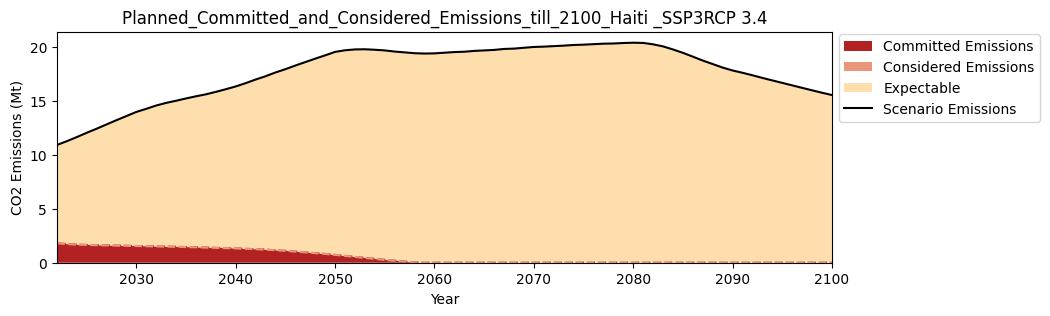 Planned_Committed_and_Considered_Emissions_till_2100_Haiti _SSP3RCP 3.4
CO2 Emissions (Mt)
20
15
10
5
0
2030 2040 2050 2060 2070 2080 2090 2100
Year
Committed Emissions
Considered Emissions
Expectable
Scenario Emissions